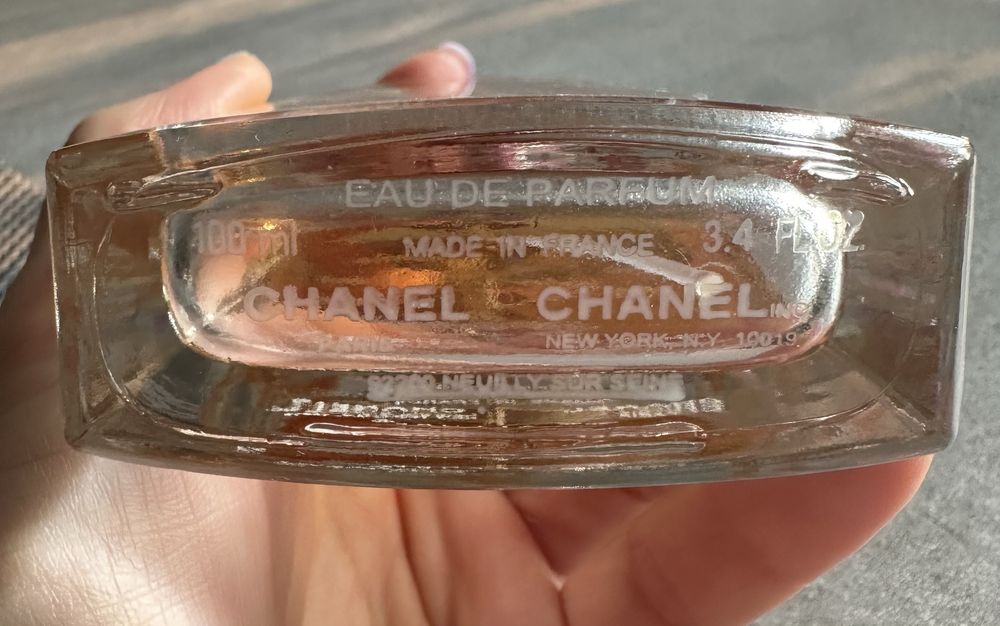 EAU DE PARFUM
100 ml MADE IN FRANCE 3.4 FL. OZ
CHANEL CHANEL INC
PARIS NEW YORK, N.Y. 10019
92200 NEUILLY SUR SEINE